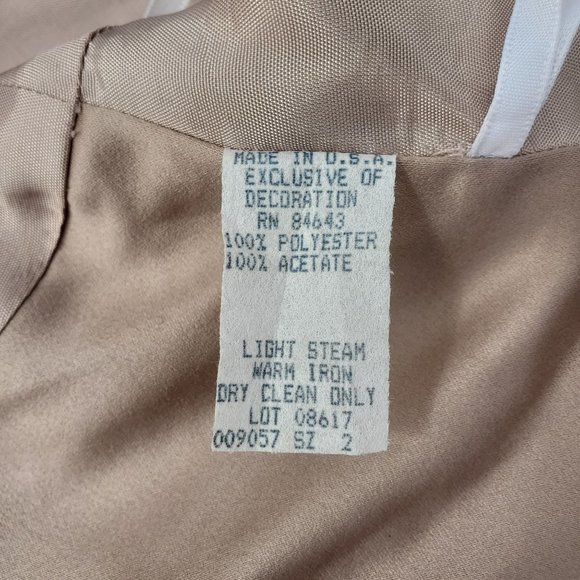 MADE IN U.S.A.
EXCLUSIVE OF
DECORATION
RN 84643
100% POLYESTER
100% ACETATE
LIGHT STEAM
WARM IRON
DRY CLEAN ONLY
LOT 08617
009057 SZ 2